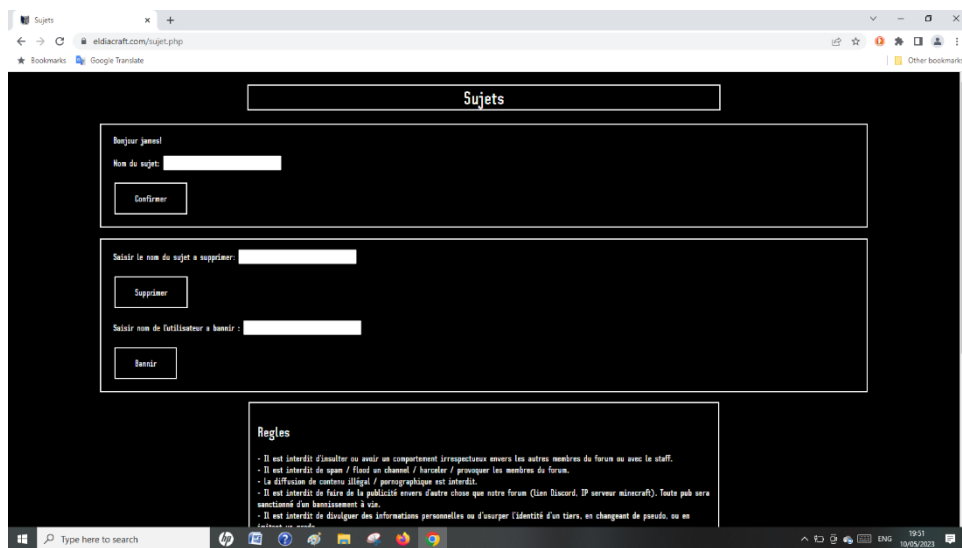 Sujets
eldiacraft.com/sujet.php
Bookmarks Google Translate Other bookmarks
Sujets
Bonjour james!
Nom du sujet:
Confirmer
Saisir le nom du sujet a supprimer:
Supprimer
Saisir nom de l'utilisateur a bannir :
Bannir
Regles
- Il est interdit d'insulter ou avoir un comportement irrespectueux envers les autres membres du forum ou avec le staff.
- Il est interdit de spam / flood un channel / harceler / provoquer les membres du forum.
- La diffusion de contenu illégal / pornographique est interdit.
- Il est interdit de faire de la publicité envers d'autre chose que notre forum (lien Discord, IP serveur minecraft). Toute pub sera
sanctionné d'un bannissement à vie.
- Il est interdit de divulguer des informations personnelles ou d'usurper l'identité d'un tiers, en changeant de pseudo, ou en
Type here to search
ENG
19:51
10/05/2023